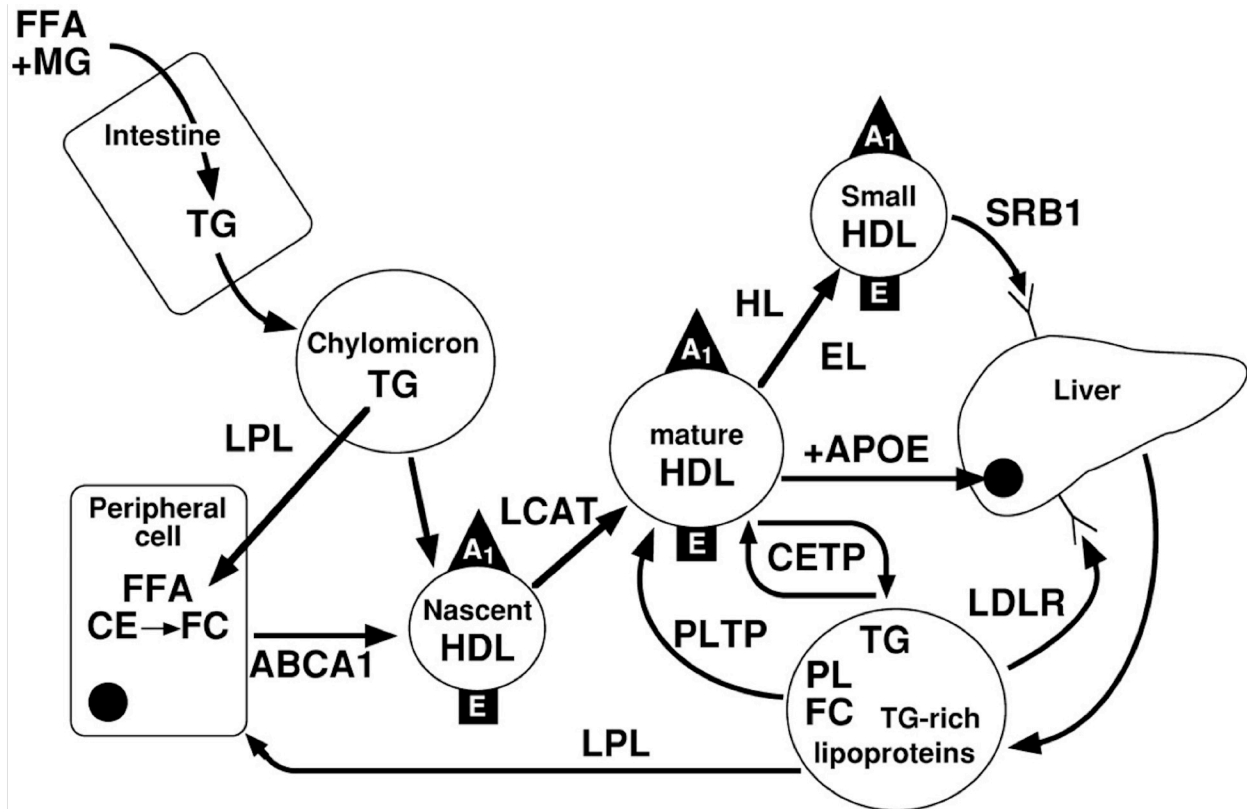 FFA
+MG
Intestine
TG
Chylomicron
TG
LPL
Peripheral
cell
FFA
CE→FC
ABCA1
A1
Nascent
HDL
E
LCAT
A1
mature
HDL
E
HL
EL
A1
Small
HDL
E
SRB1
Liver
+APOE
CETP
PLTP
LDLR
TG
PL
FC
TG-rich
lipoproteins
LPL